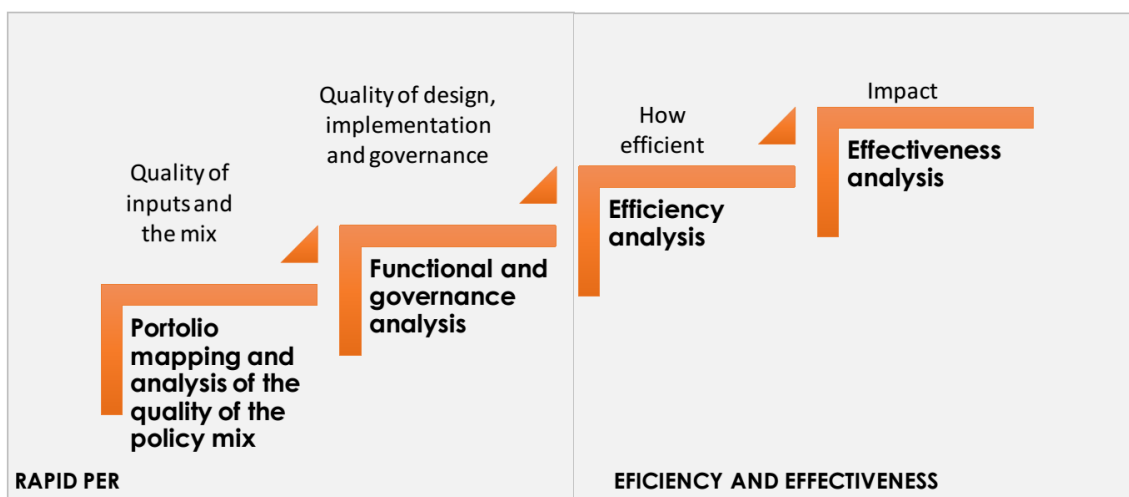 Quality of
inputs and
the mix
Portolio
mapping and
analysis of the
quality of the
policy mix
Quality of design,
implementation
and governance
Functional and
governance
analysis
RAPID PER
How
efficient
Efficiency
analysis
Impact
Effectiveness
analysis
EFICIENCY AND EFFECTIVENESS